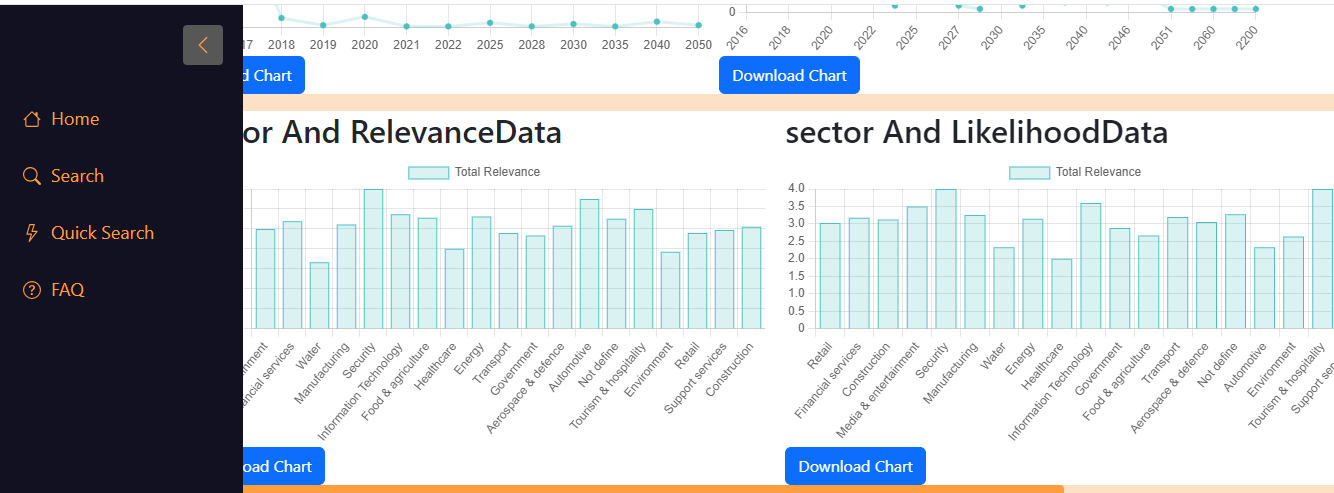 17 2018 2019 2020 2021 2022 2025 2028 2030 2035 2040 2050
0
2016 2018 2020 2022 2025 2027 2030 2035 2040 2046 2051 2060 2200
d Chart
Download Chart
Home
Search
Quick Search
FAQ
or And RelevanceData
Total Relevance
nment
ancial services
Water
Manufacturing
Security
Information Technology
Food & agriculture
Healthcare
Energy
Transport
Government
Aerospace & defence
Automotive
Not define
Tourism & hospitality
Environment
Retail
Support services
Construction
oad Chart
sector And LikelihoodData
Total Relevance
4.0
3.5
3.0
2.5
2.0
1.5
1.0
0.5
0
Retail
Financial services
Construction
Media & entertainment
Security
Manufacturing
Water
Energy
Healthcare
Information Technology
Government
Food & agriculture
Transport
Aerospace & defence
Not define
Automotive
Environment
Tourism & hospitality
Support ser
Download Chart